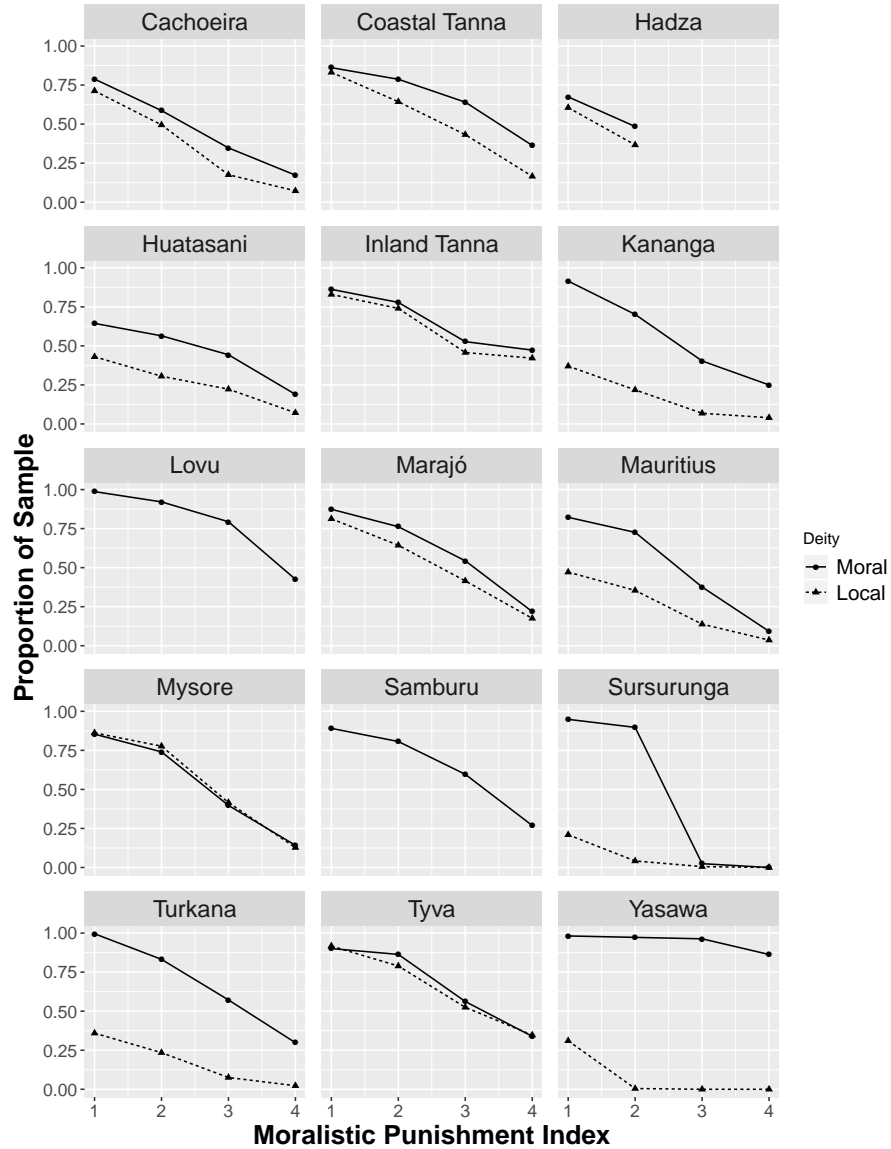 Cachoeira Coastal Tanna Hadza
1.00
0.75
0.50
0.25
0.00
Huatasani Inland Tanna Kananga
1.00
0.75
0.50
0.25
0.00
Lovu Marajó Mauritius
1.00
0.75
0.50
0.25
0.00
Mysore Samburu Sursurunga
1.00
0.75
0.50
0.25
0.00
Turkana Tyva Yasawa
1.00
0.75
0.50
0.25
0.00
1 2 3 4 1 2 3 4 1 2 3 4
Moralistic Punishment Index
Proportion of Sample
Deity
Moral
Local